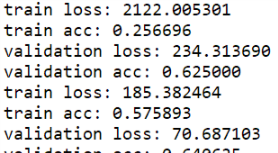 train loss: 2122.005301
train acc: 0.256696
validation loss: 234.313690
validation acc: 0.625000
train loss: 185.382464
train acc: 0.575893
validation loss: 70.687103